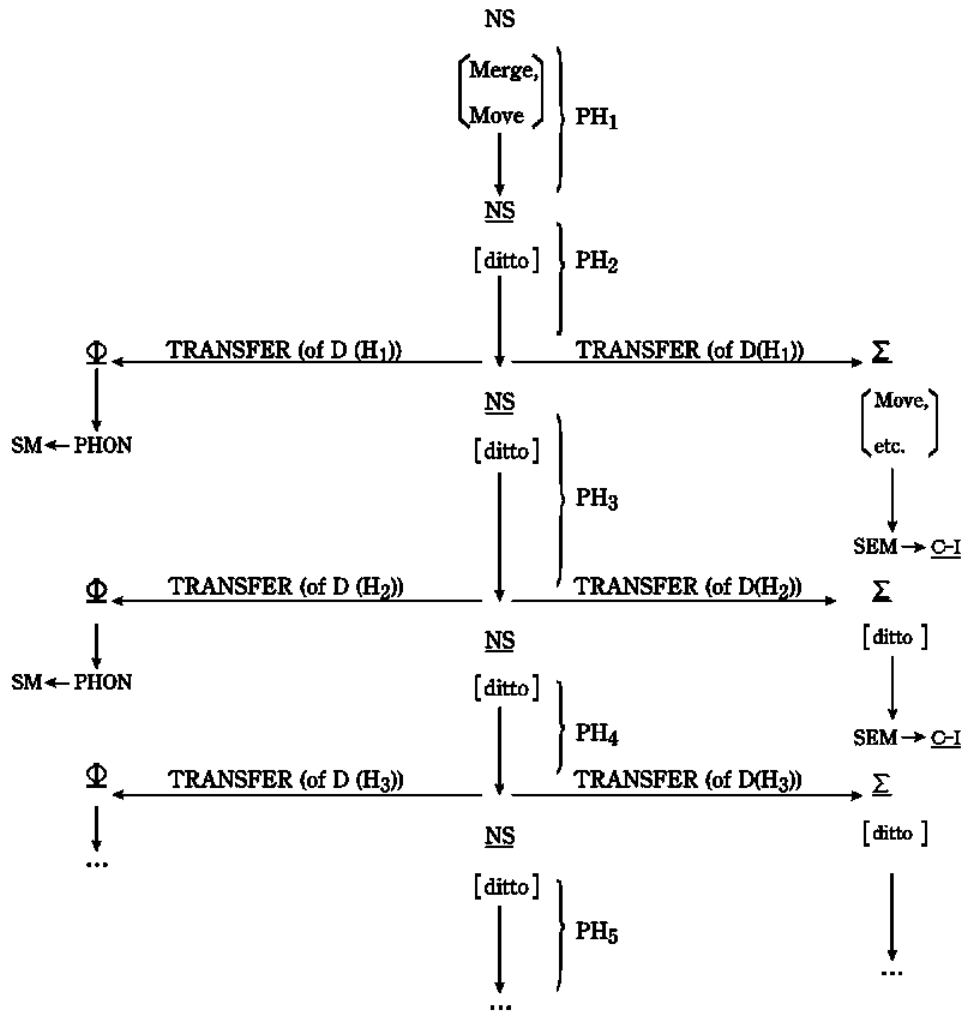 NS
Merge,
Move
PH1
NS
[ditto]
PH2
Φ TRANSFER (of D (H1)) TRANSFER (of D(H1)) Σ
NS
Move,
etc.
SM PHON
[ditto]
PH3
SEM C-I
Φ TRANSFER (of D (H2)) TRANSFER (of D(H2)) Σ
NS
[ditto]
SM PHON
[ditto]
PH4
SEM C-I
Φ TRANSFER (of D (H3)) TRANSFER (of D(H3)) Σ
NS
[ditto]
...
[ditto]
PH5
...
...